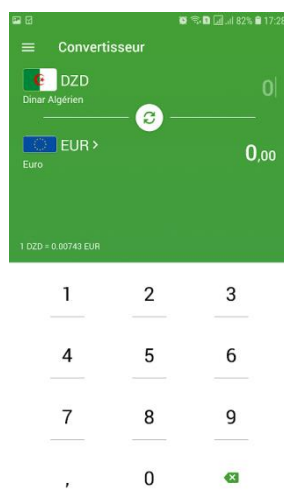 82% 17:28
Convertisseur
DZD
Dinar Algérien
0
EUR >
Euro
0,00
1 DZD = 0.00743 EUR
1 2 3
4 5 6
7 8 9
, 0